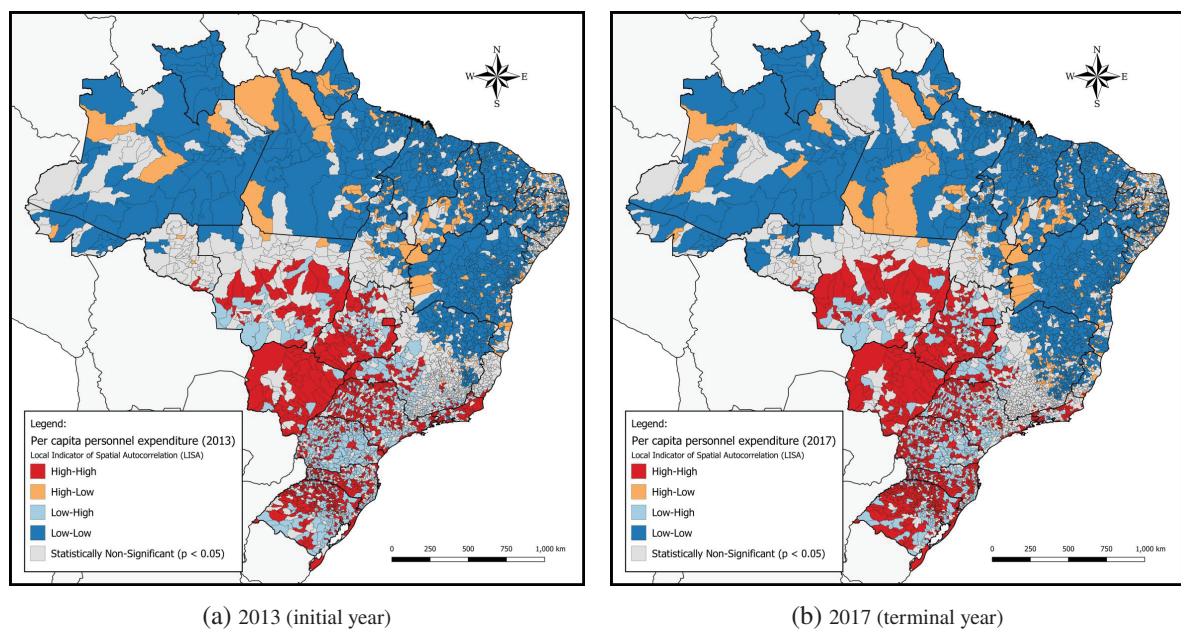 N
W E
S
Legend:
Per capita personnel expenditure (2013)
Local Indicator of Spatial Autocorrelation (LISA)
High-High
High-Low
Low-High
Low-Low
Statistically Non-Significant (p < 0.05)
0 250 500 750 1,000 km
(a) 2013 (initial year)
N
W E
S
Legend:
Per capita personnel expenditure (2017)
Local Indicator of Spatial Autocorrelation (LISA)
High-High
High-Low
Low-High
Low-Low
Statistically Non-Significant (p < 0.05)
0 250 500 750 1,000 km
(b) 2017 (terminal year)